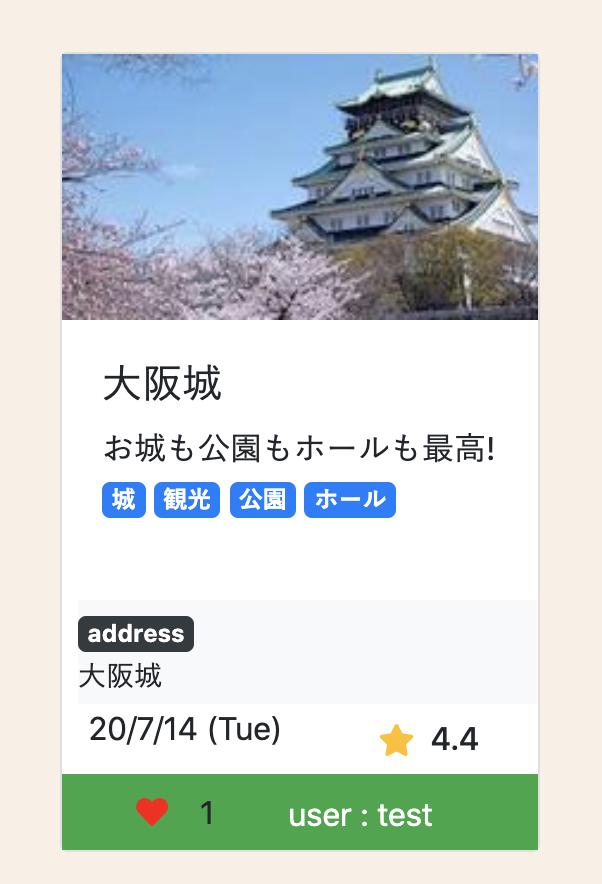 大阪城
お城も公園もホールも最高!
城 観光 公園 ホール
address
大阪城
20/7/14 (Tue) 4.4
1 user : test